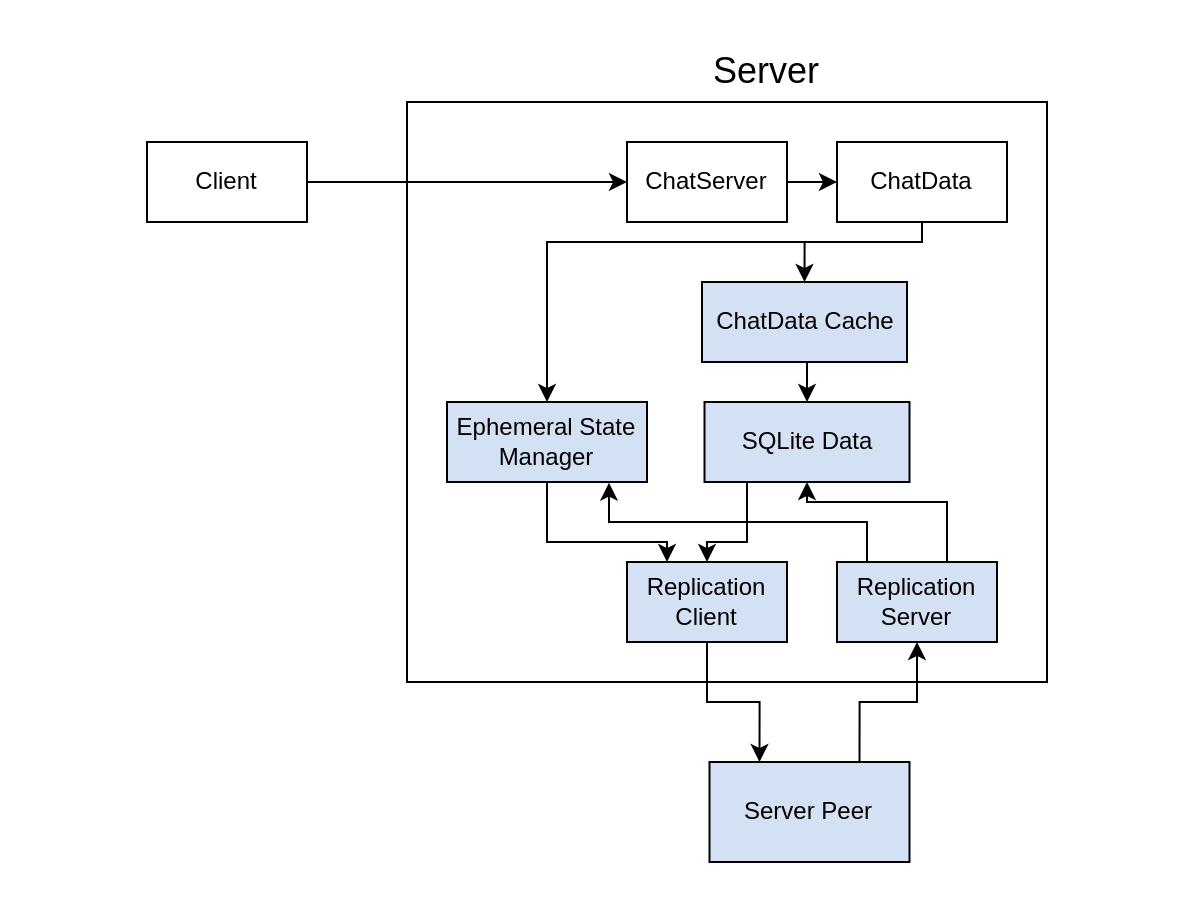 Server
Client
ChatServer
ChatData
ChatData Cache
Ephemeral State
Manager
SQLite Data
Replication
Client
Replication
Server
Server Peer